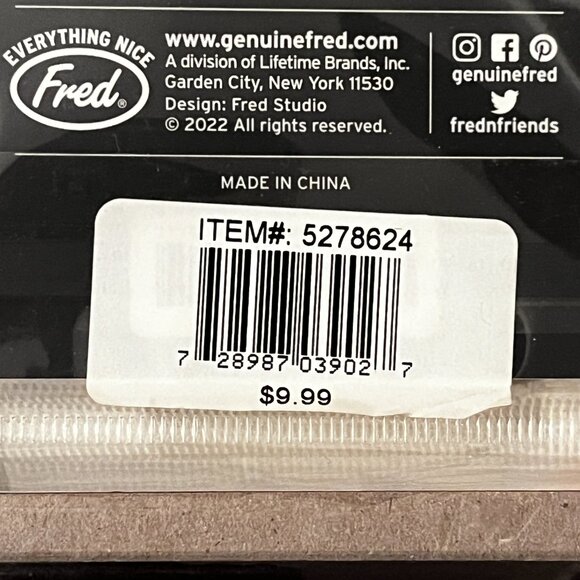 EVERYTHING NICE
Fred®
www.genuinefred.com
A division of Lifetime Brands, Inc.
Garden City, New York 11530
Design: Fred Studio
© 2022 All rights reserved.
genuinefred
frednfriends
MADE IN CHINA
ITEM#: 5278624
7 28987 03902 7
$9.99